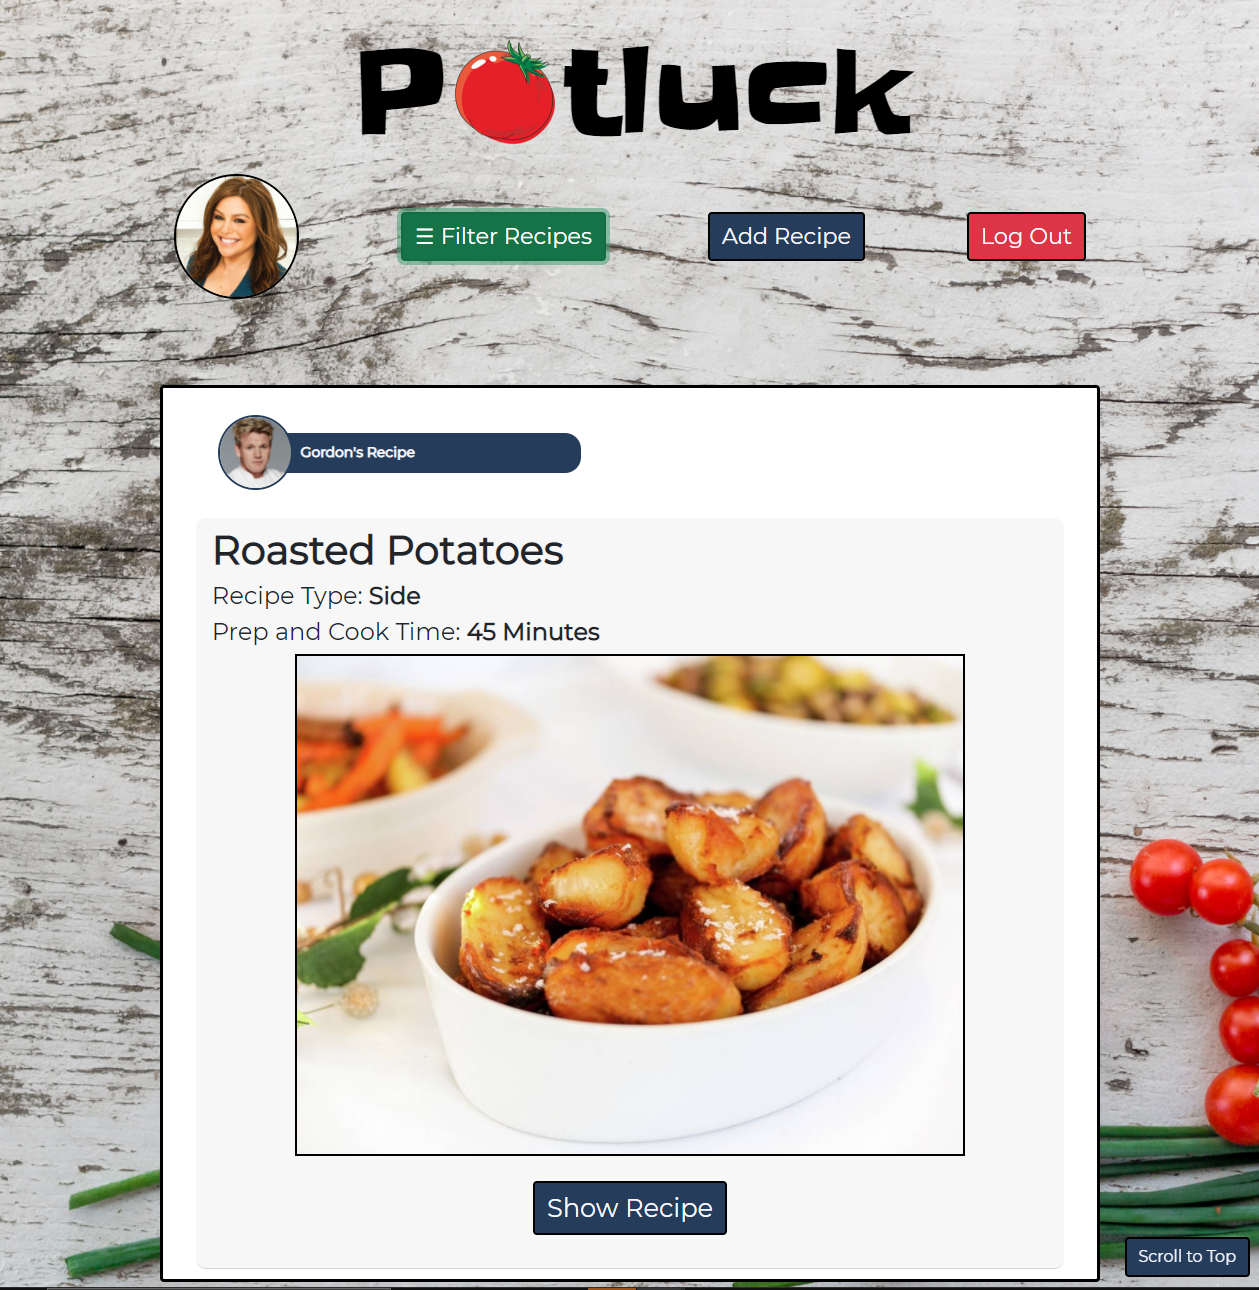 Potluck
☰ Filter Recipes
Add Recipe
Log Out
Gordon's Recipe
Roasted Potatoes
Recipe Type: Side
Prep and Cook Time: 45 Minutes
Show Recipe
Scroll to Top